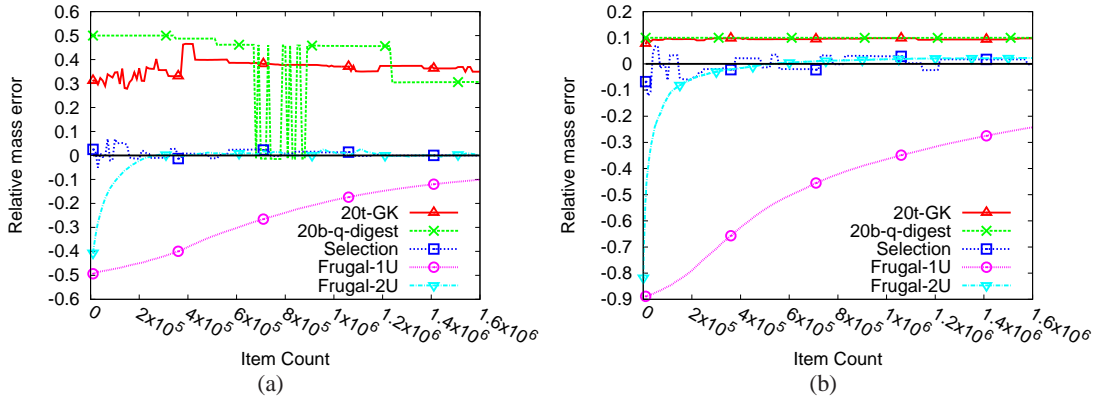 Relative mass error
0.6
0.5
0.4
0.3
0.2
0.1
0
-0.1
-0.2
-0.3
-0.4
-0.5
-0.6
20t-GK
20b-q-digest
Selection
Frugal-1U
Frugal-2U
0
2x10^5
4x10^5
6x10^5
8x10^5
1x10^6
1.2x10^6
1.4x10^6
1.6x10^6
Item Count
(a)
Relative mass error
0.2
0.1
0
-0.1
-0.2
-0.3
-0.4
-0.5
-0.6
-0.7
-0.8
-0.9
20t-GK
20b-q-digest
Selection
Frugal-1U
Frugal-2U
0
2x10^5
4x10^5
6x10^5
8x10^5
1x10^6
1.2x10^6
1.4x10^6
1.6x10^6
Item Count
(b)